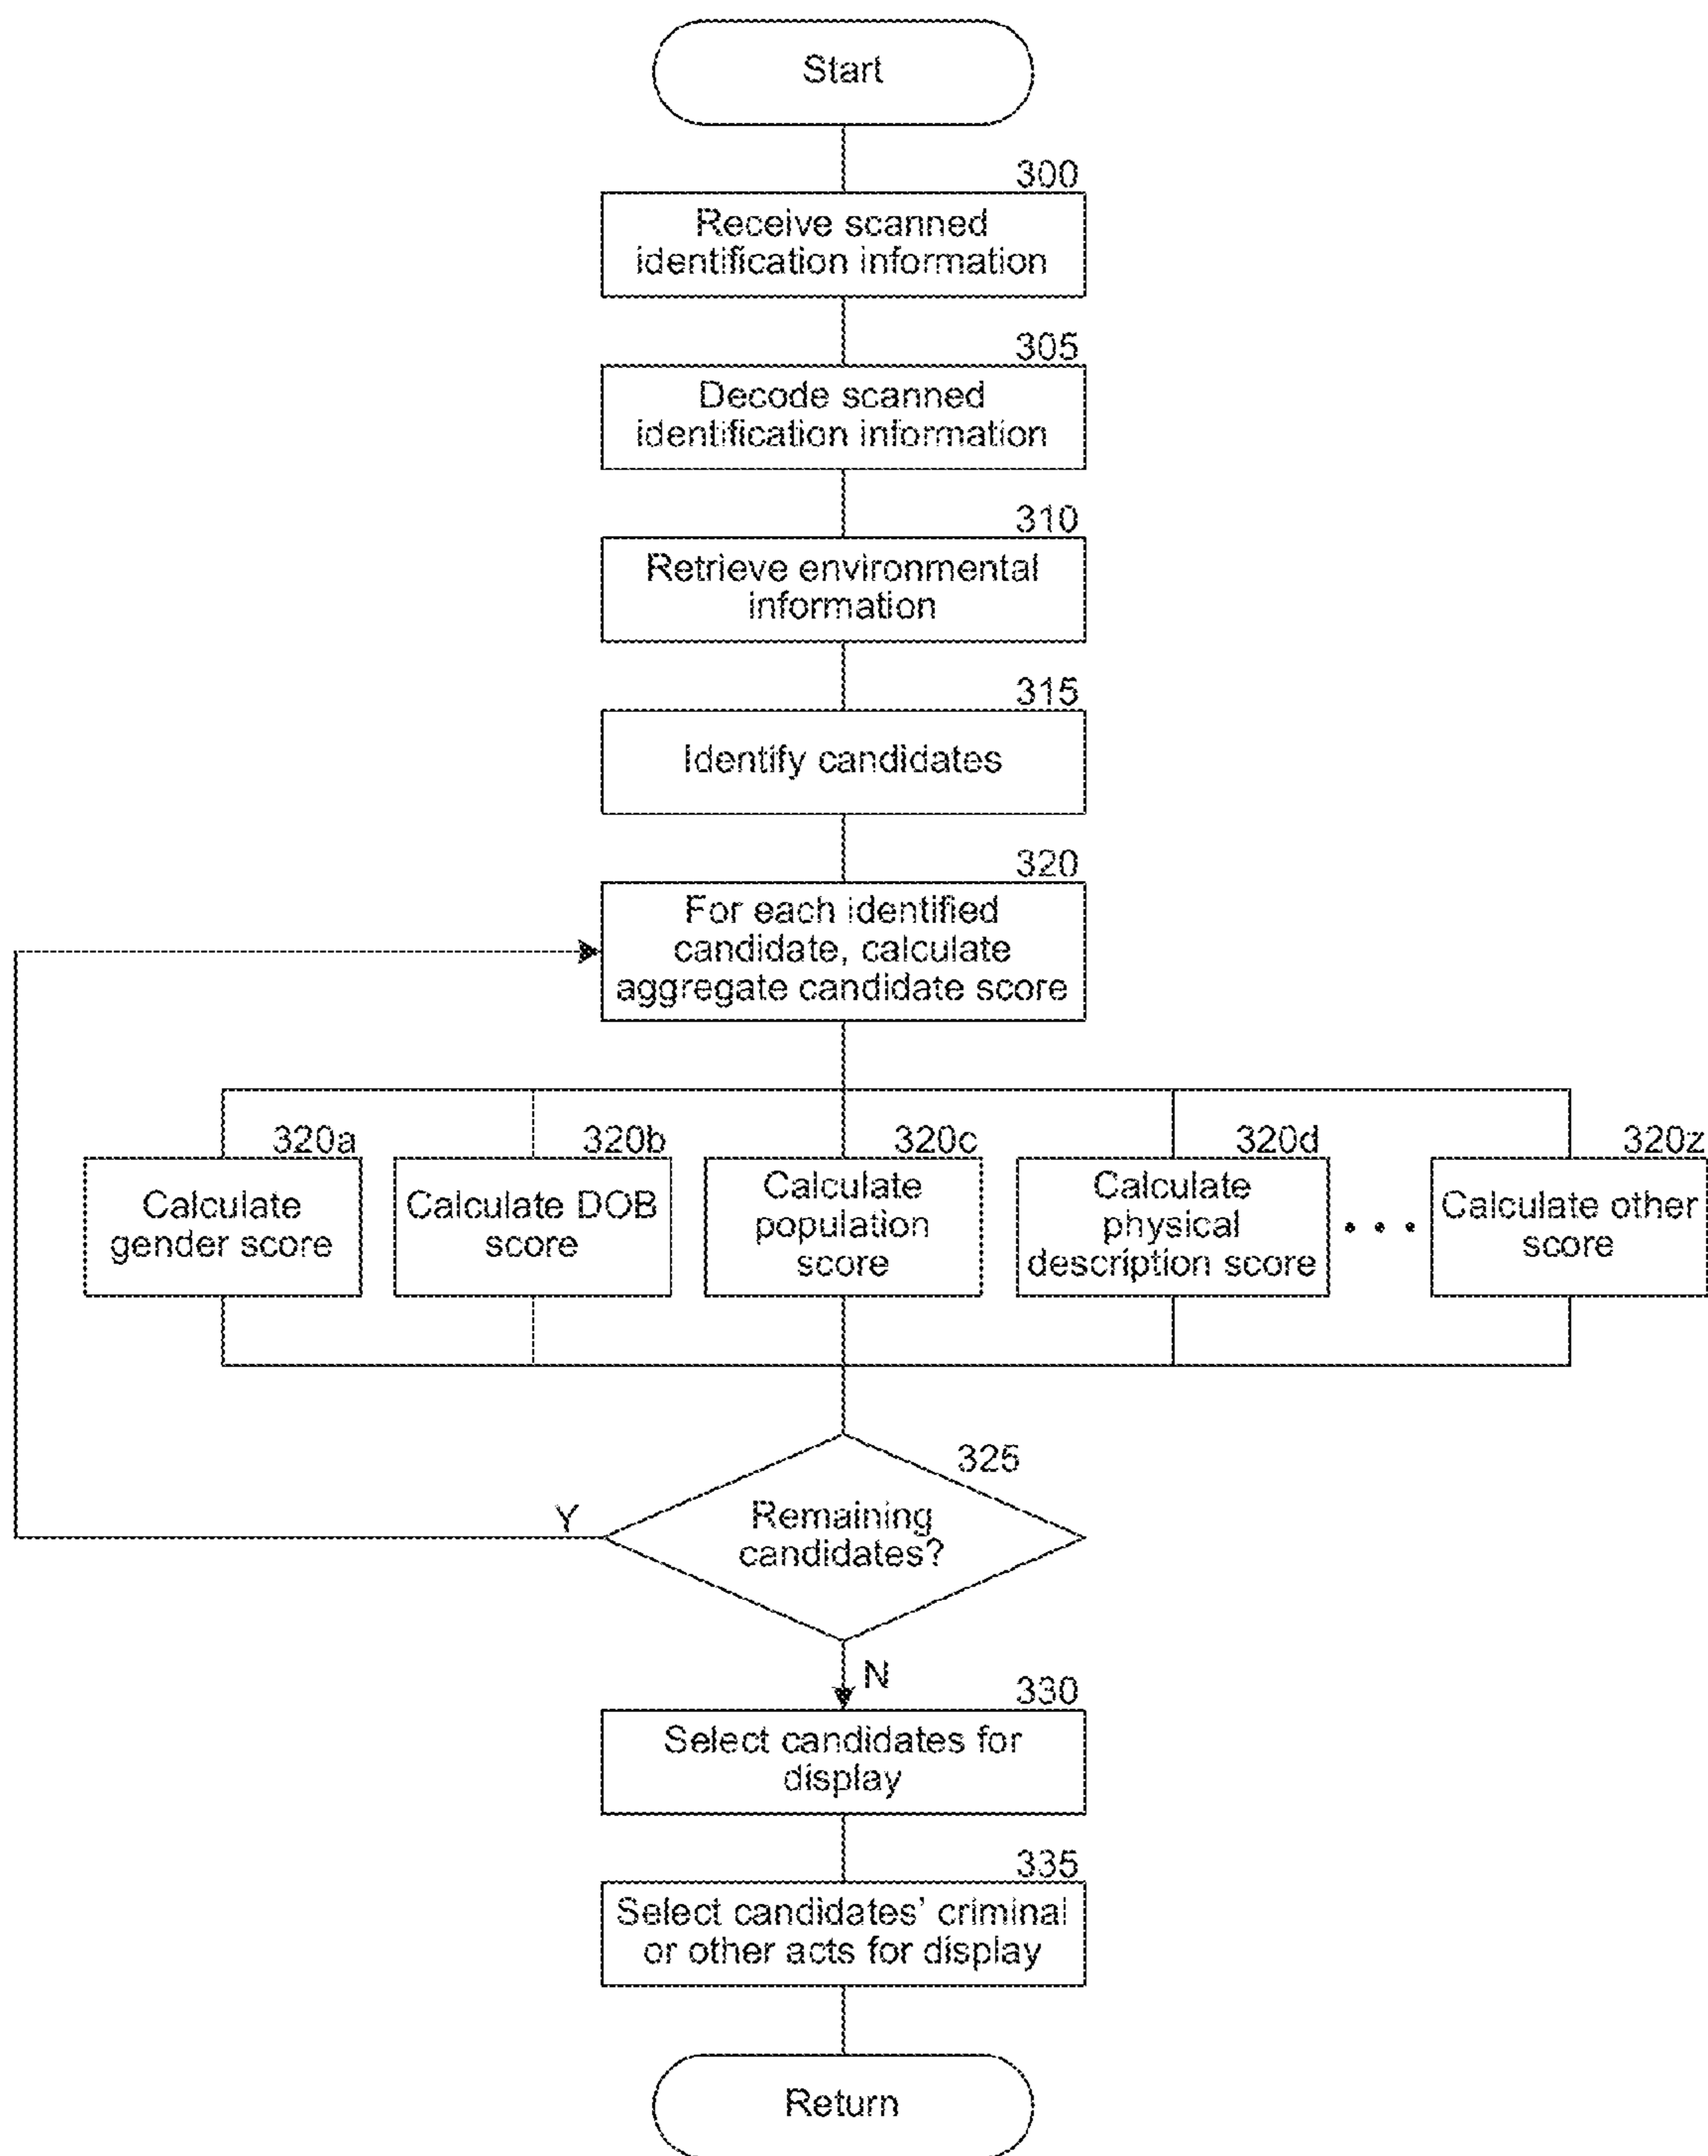 Start
300
Receive scanned
identification information
305
Decode scanned
identification information
310
Retrieve environmental
information
315
Identify candidates
320
For each identified
candidate, calculate
aggregate candidate score
320a
Calculate
gender score
320b
Calculate DOB
score
320c
Calculate
population
score
320d
Calculate
physical
description score
• • •
320z
Calculate other
score
325
Remaining
candidates?
Y
N
330
Select candidates for
display
335
Select candidates' criminal
or other acts for display
Return